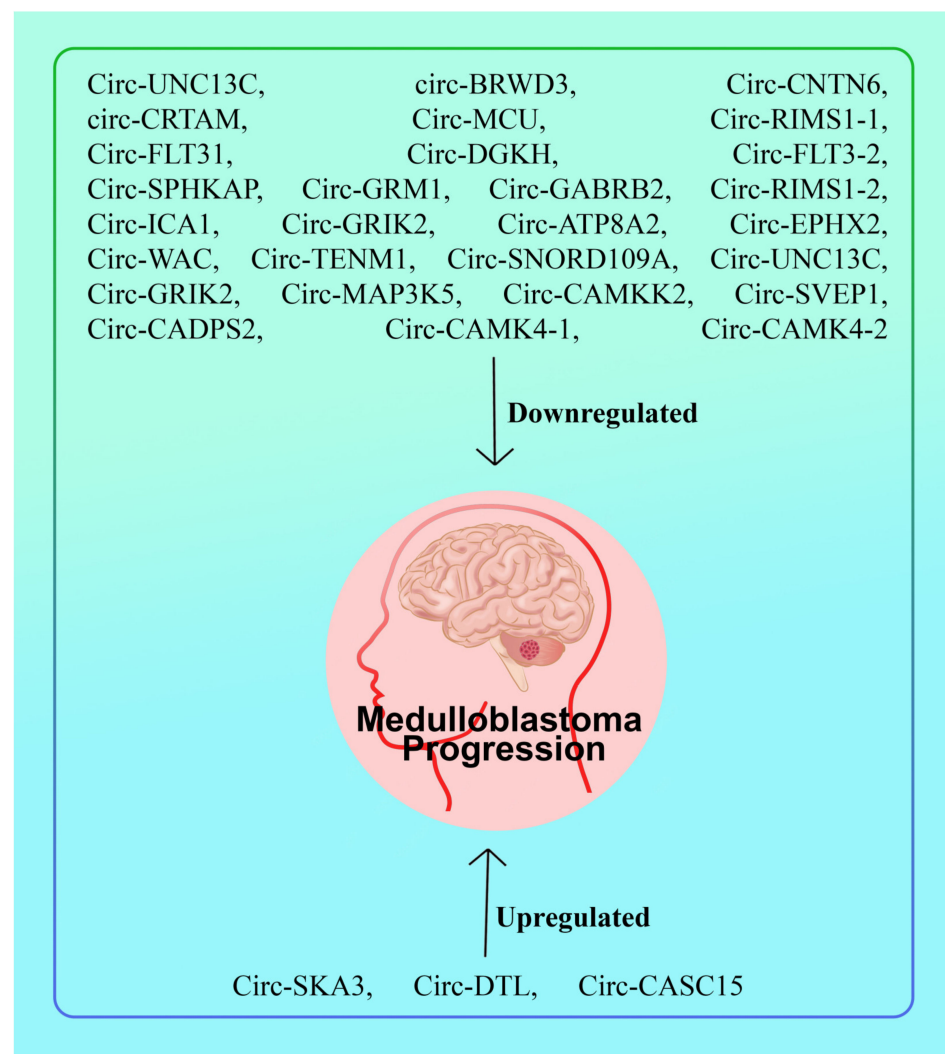 Circ-UNC13C, circ-BRWD3, Circ-CNTN6,
circ-CRTAM, Circ-MCU, Circ-RIMS1-1,
Circ-FLT31, Circ-DGKH, Circ-FLT3-2,
Circ-SPHKAP, Circ-GRM1, Circ-GABRB2, Circ-RIMS1-2,
Circ-ICA1, Circ-GRIK2, Circ-ATP8A2, Circ-EPHX2,
Circ-WAC, Circ-TENM1, Circ-SNORD109A, Circ-UNC13C,
Circ-GRIK2, Circ-MAP3K5, Circ-CAMKK2, Circ-SVEP1,
Circ-CADPS2, Circ-CAMK4-1, Circ-CAMK4-2
Downregulated
Medulloblastoma
Progression
Upregulated
Circ-SKA3, Circ-DTL, Circ-CASC15